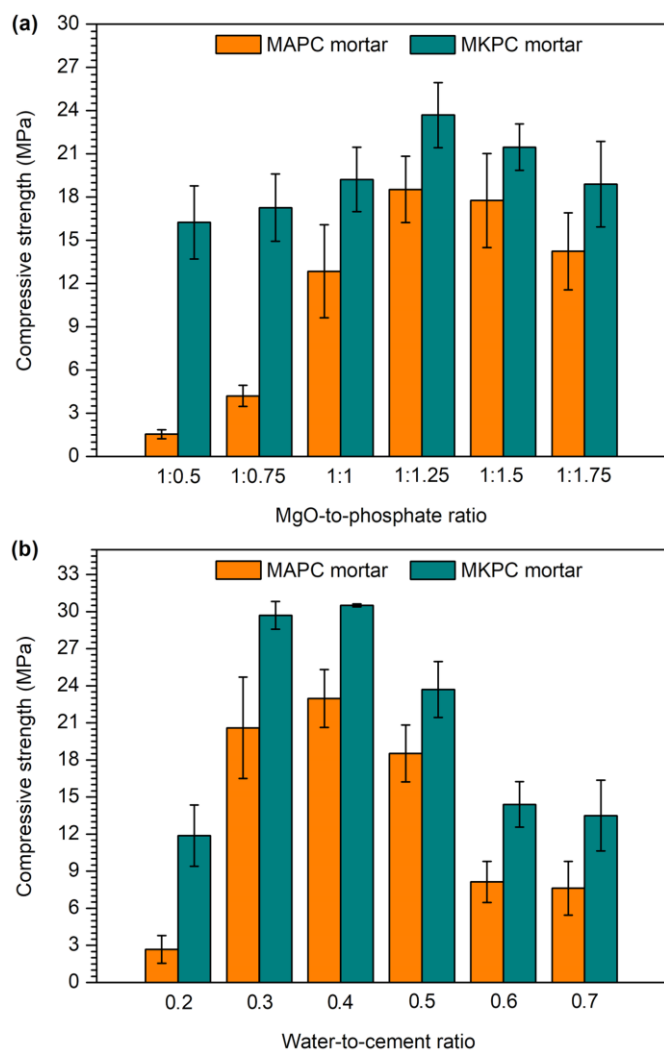 (a)
MAPC mortar
MKPC mortar
30
27
24
21
18
15
12
9
6
3
0
Compressive strength (MPa)
1:0.5 1:0.75 1:1 1:1.25 1:1.5 1:1.75
MgO-to-phosphate ratio
(b)
MAPC mortar
MKPC mortar
33
30
27
24
21
18
15
12
9
6
3
0
Compressive strength (MPa)
0.2 0.3 0.4 0.5 0.6 0.7
Water-to-cement ratio